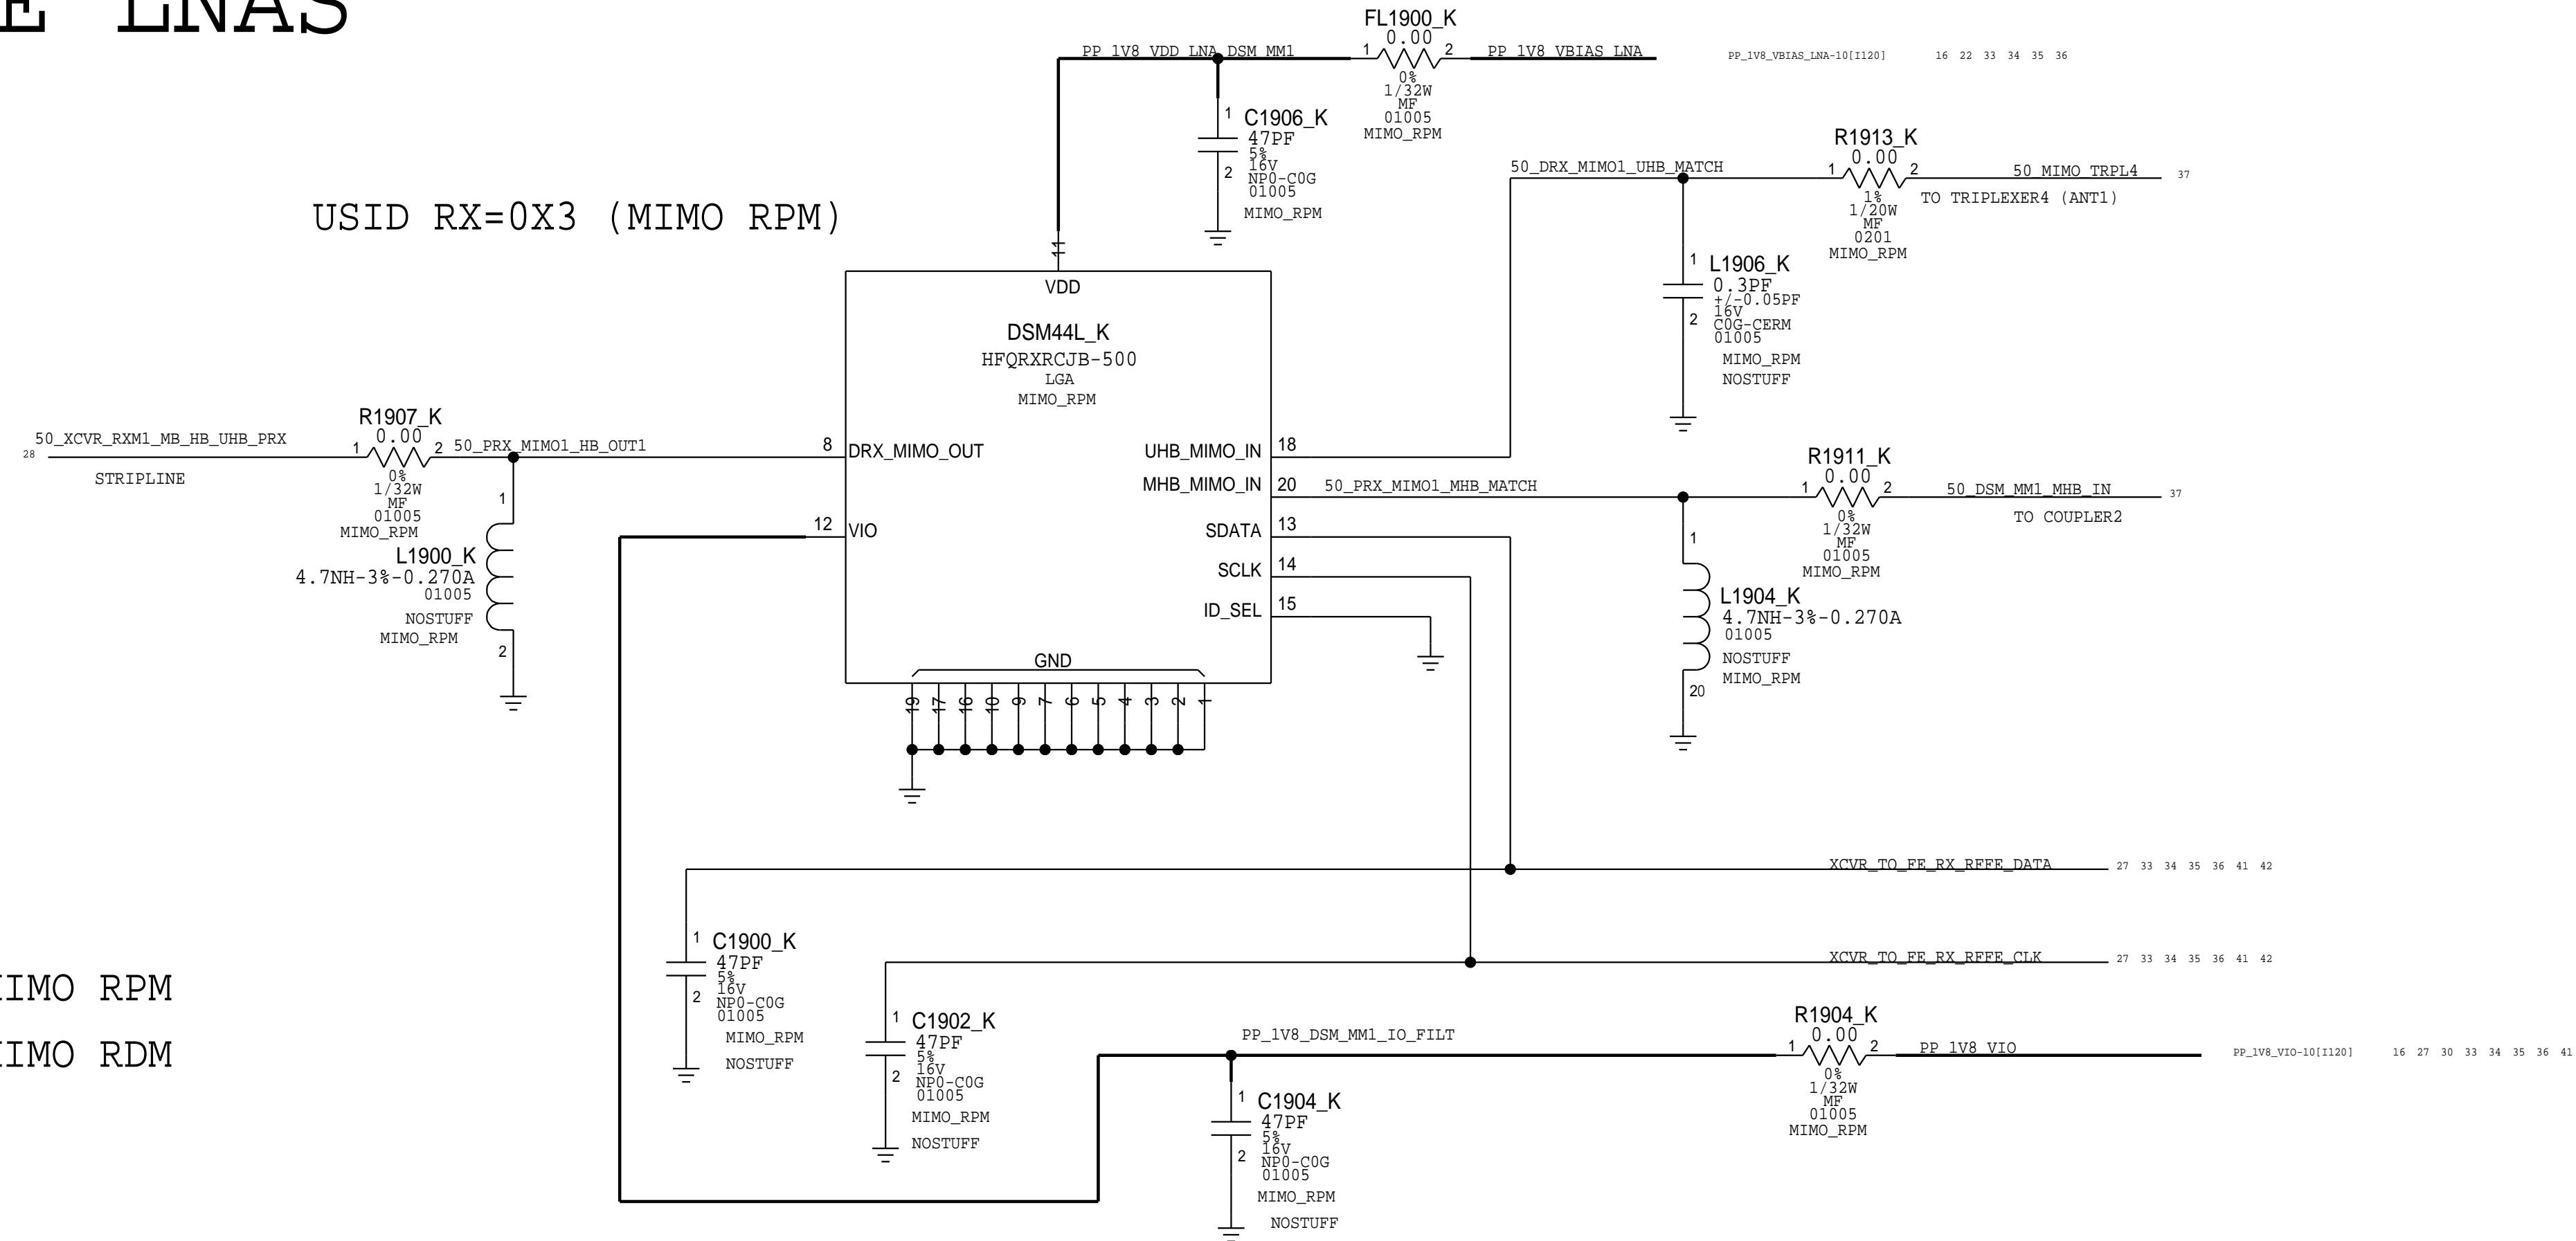 E LNAS
USID RX=0X3 (MIMO RPM)
FL1900_K
0.00
PP_1V8_VDD_LNA_DSM_MM1
1
2
PP_1V8_VBIAS_LNA
PP_1V8_VBIAS_LNA-10[I120]
16 22 33 34 35 36
0%
1/32W
MF
01005
MIMO_RPM
1
C1906_K
47PF
5%
16V
2
NP0-C0G
01005
MIMO_RPM
11
VDD
DSM44L_K
HFQRXRCJB-500
LGA
MIMO_RPM
50_DRX_MIMO1_UHB_MATCH
R1913_K
0.00
1
2
50_MIMO_TRPL4
37
1%
TO TRIPLEXER4 (ANT1)
1/20W
MF
0201
MIMO_RPM
1
L1906_K
0.3PF
+/-0.05PF
16V
2
C0G-CERM
01005
MIMO_RPM
NOSTUFF
R1907_K
0.00
50_XCVR_RXM1_MB_HB_UHB_PRX
28
1
2
50_PRX_MIMO1_HB_OUT1
STRIPLINE
0%
1/32W
MF
01005
MIMO_RPM
1
L1900_K
4.7NH-3%-0.270A
01005
NOSTUFF
MIMO_RPM
2
8
DRX_MIMO_OUT
12
VIO
UHB_MIMO_IN
18
MHB_MIMO_IN
20
SDATA
13
SCLK
14
ID_SEL
15
GND
19 17 16 10 9 7 6 5 4 3 2 1
50_PRX_MIMO1_MHB_MATCH
R1911_K
0.00
1
2
50_DSM_MM1_MHB_IN
37
0%
TO COUPLER2
1/32W
MF
01005
MIMO_RPM
1
L1904_K
4.7NH-3%-0.270A
01005
NOSTUFF
MIMO_RPM
20
XCVR_TO_FE_RX_RFFE_DATA
27 33 34 35 36 41 42
1
C1900_K
47PF
5%
16V
2
NP0-C0G
01005
MIMO_RPM
NOSTUFF
XCVR_TO_FE_RX_RFFE_CLK
27 33 34 35 36 41 42
IMO RPM
IMO RDM
1
C1902_K
47PF
5%
16V
2
NP0-C0G
01005
MIMO_RPM
NOSTUFF
PP_1V8_DSM_MM1_IO_FILT
R1904_K
0.00
1
2
PP_1V8_VIO
PP_1V8_VIO-10[I120]
16 27 30 33 34 35 36 41
0%
1/32W
MF
01005
MIMO_RPM
1
C1904_K
47PF
5%
16V
2
NP0-C0G
01005
MIMO_RPM
NOSTUFF